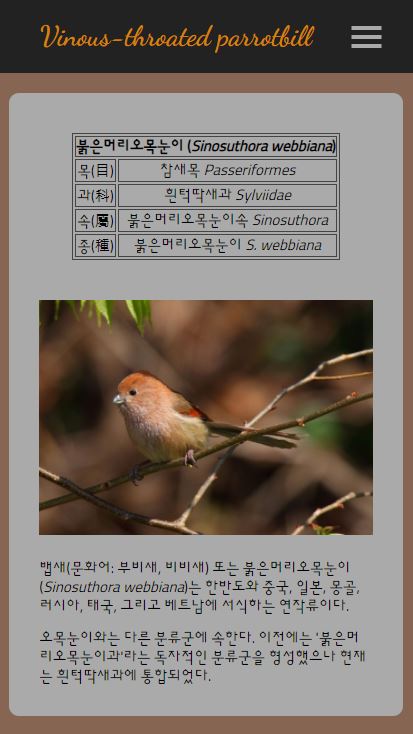 Vinous-throated parrotbill
붉은머리오목눈이 (Sinosuthora webbiana)
목(目) 참새목 Passeriformes
과(科) 흰턱딱새과 Sylviidae
속(屬) 붉은머리오목눈이속 Sinosuthora
종(種) 붉은머리오목눈이 S. webbiana
뱁새(문화어: 부비새, 비비새) 또는 붉은머리오목눈이
(Sinosuthora webbiana)는 한반도와 중국, 일본, 몽골,
러시아, 태국, 그리고 베트남에 서식하는 연작류이다.
오목눈이와는 다른 분류군에 속한다. 이전에는 '붉은머
리오목눈이과'라는 독자적인 분류군을 형성했으나 현재
는 흰턱딱새과에 통합되었다.